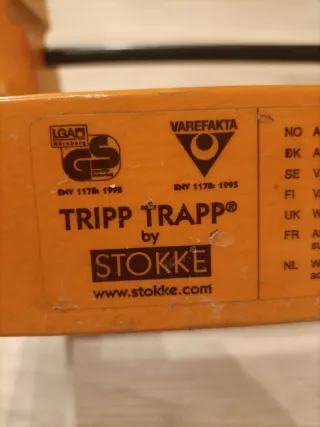 LGA
Nürnberg
GS
ENV 1178: 1995
VAREFAKTA
ENV 1178: 1995
TRIPP TRAPP®
by
STOKKE
www.stokke.com
NO
DK
SE
FI
UK
FR
NL